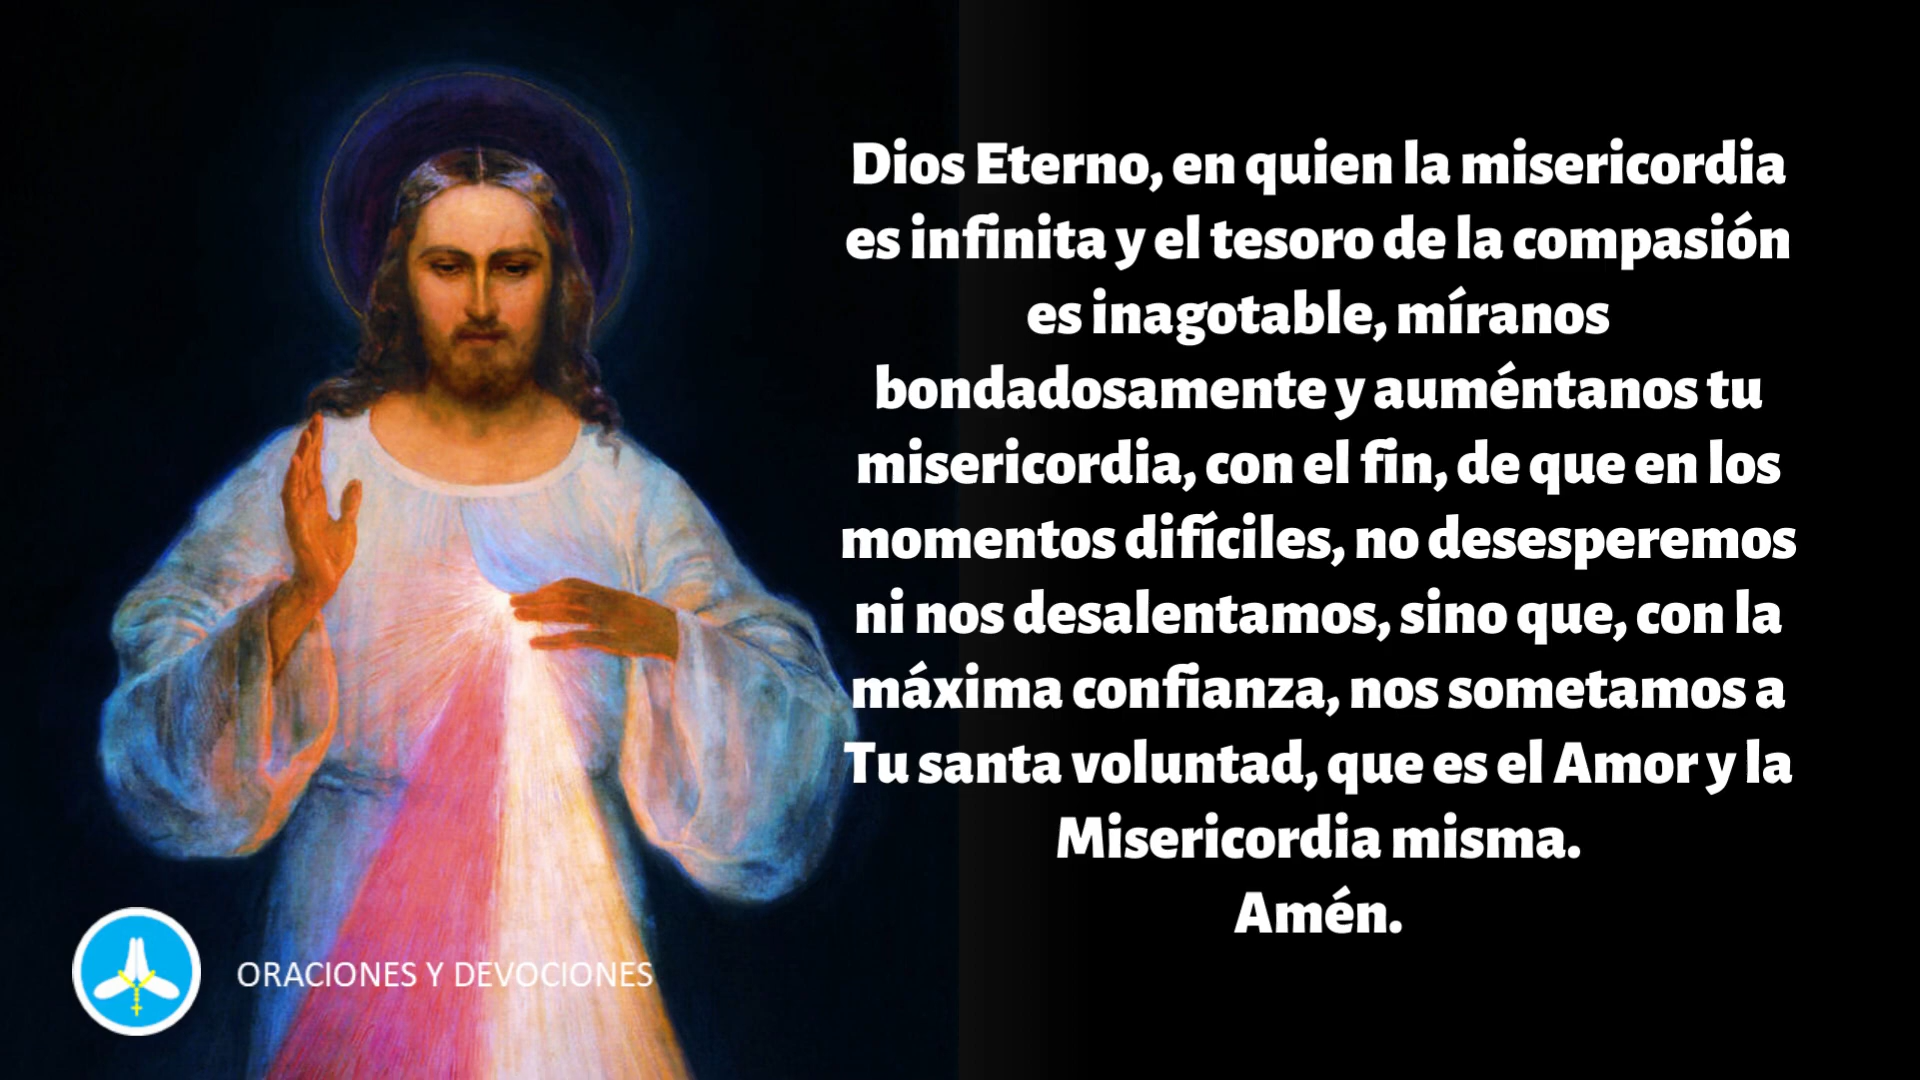 Dios Eterno, en quien la misericordia
es infinita y el tesoro de la compasión
es inagotable, míranos
bondadosamente y auméntanos tu
misericordia, con el fin, de que en los
momentos difíciles, no desesperemos
ni nos desalentamos, sino que, con la
máxima confianza, nos sometamos a
Tu santa voluntad, que es el Amor y la
Misericordia misma.
Amén.
ORACIONES Y DEVOCIONES